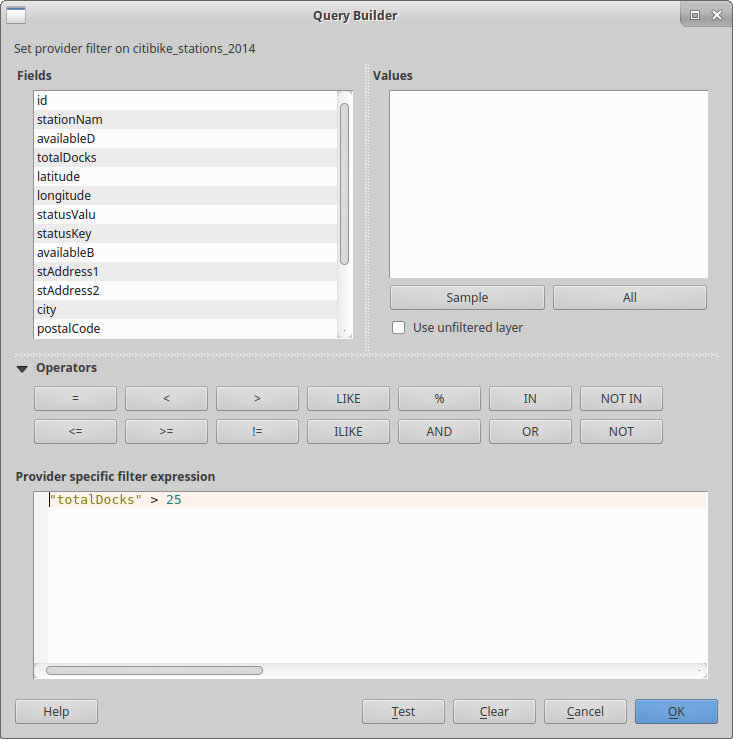 Query Builder
Set provider filter on citibike_stations_2014
Fields
Values
id
stationNam
availableD
totalDocks
latitude
longitude
statusValu
statusKey
availableB
stAddress1
stAddress2
city
postalCode
Sample All
Use unfiltered layer
Operators
= < > LIKE % IN NOT IN
<= >= != ILIKE AND OR NOT
Provider specific filter expression
"totalDocks" > 25
Help Test Clear Cancel OK